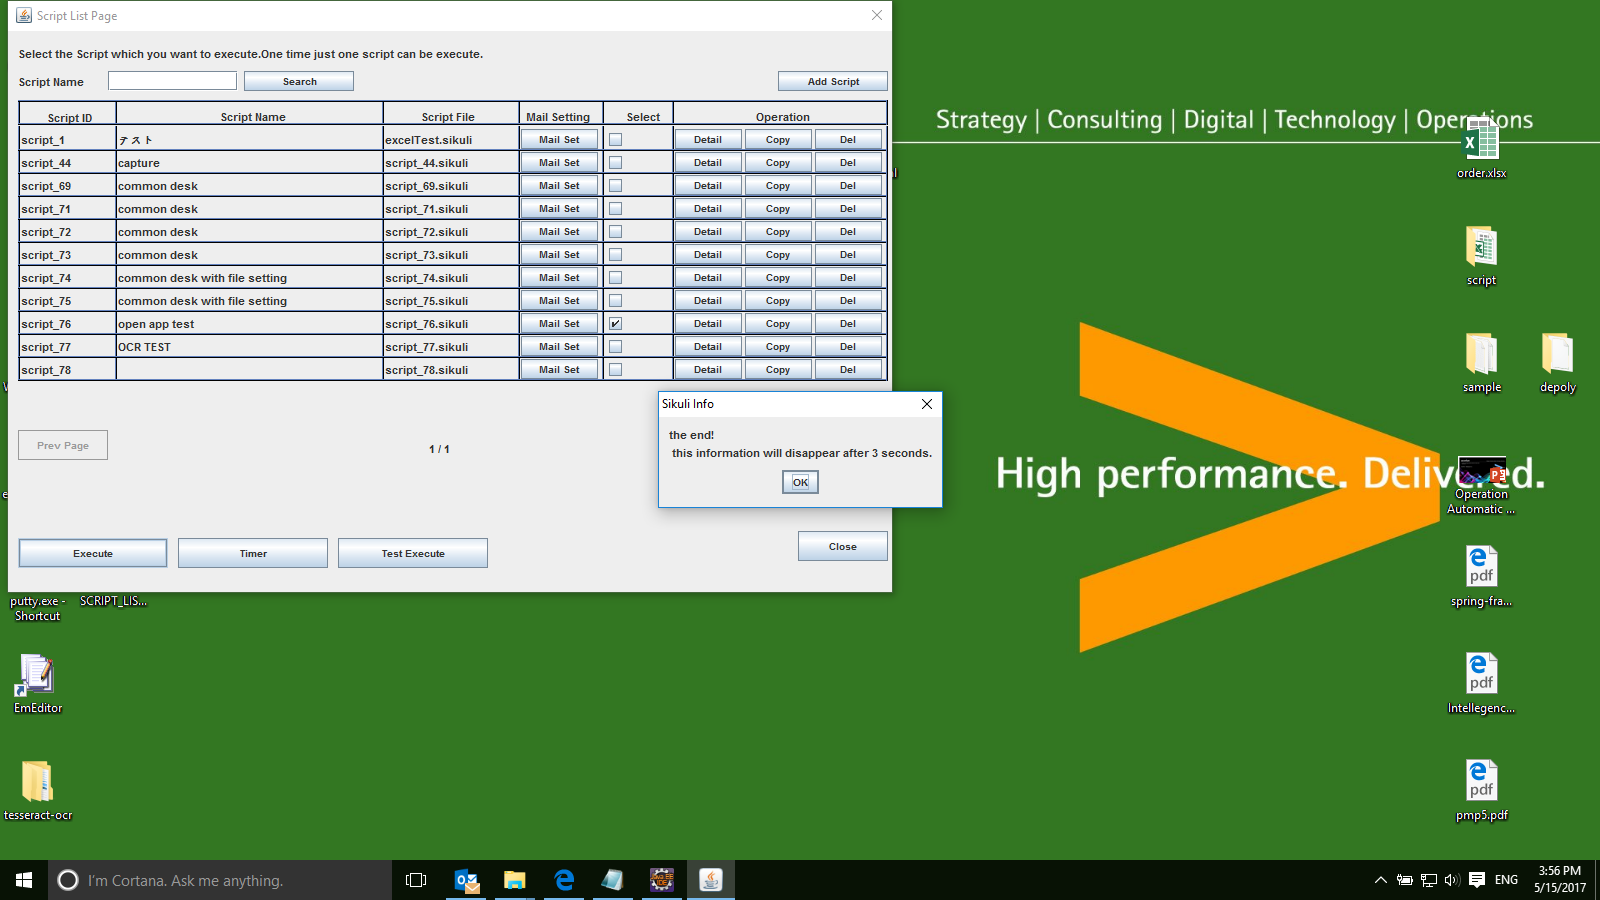 Script List Page
Select the Script which you want to execute.One time just one script can be execute.
Script Name
Search
Add Script
Script ID Script Name Script File Mail Setting Select Operation
script_1 テスト excelTest.sikuli Mail Set Detail Copy Del
script_44 capture script_44.sikuli Mail Set Detail Copy Del
script_69 common desk script_69.sikuli Mail Set Detail Copy Del
script_71 common desk script_71.sikuli Mail Set Detail Copy Del
script_72 common desk script_72.sikuli Mail Set Detail Copy Del
script_73 common desk script_73.sikuli Mail Set Detail Copy Del
script_74 common desk with file setting script_74.sikuli Mail Set Detail Copy Del
script_75 common desk with file setting script_75.sikuli Mail Set Detail Copy Del
script_76 open app test script_76.sikuli Mail Set Detail Copy Del
script_77 OCR TEST script_77.sikuli Mail Set Detail Copy Del
script_78 script_78.sikuli Mail Set Detail Copy Del
Prev Page
1 / 1
Sikuli Info
the end!
this information will disappear after 3 seconds.
OK
Execute
Timer
Test Execute
Close
Strategy | Consulting | Digital | Technology | Operations
High performance. Delivered.
order.xlsx
script
sample
depoly
Operation
Automatic ...
spring-fra...
pdf
Intellegenc...
pdf
pmp5.pdf
pdf
putty.exe -
Shortcut
SCRIPT_LIS...
EmEditor
tesseract-ocr
I'm Cortana. Ask me anything.
ENG
3:56 PM
5/15/2017